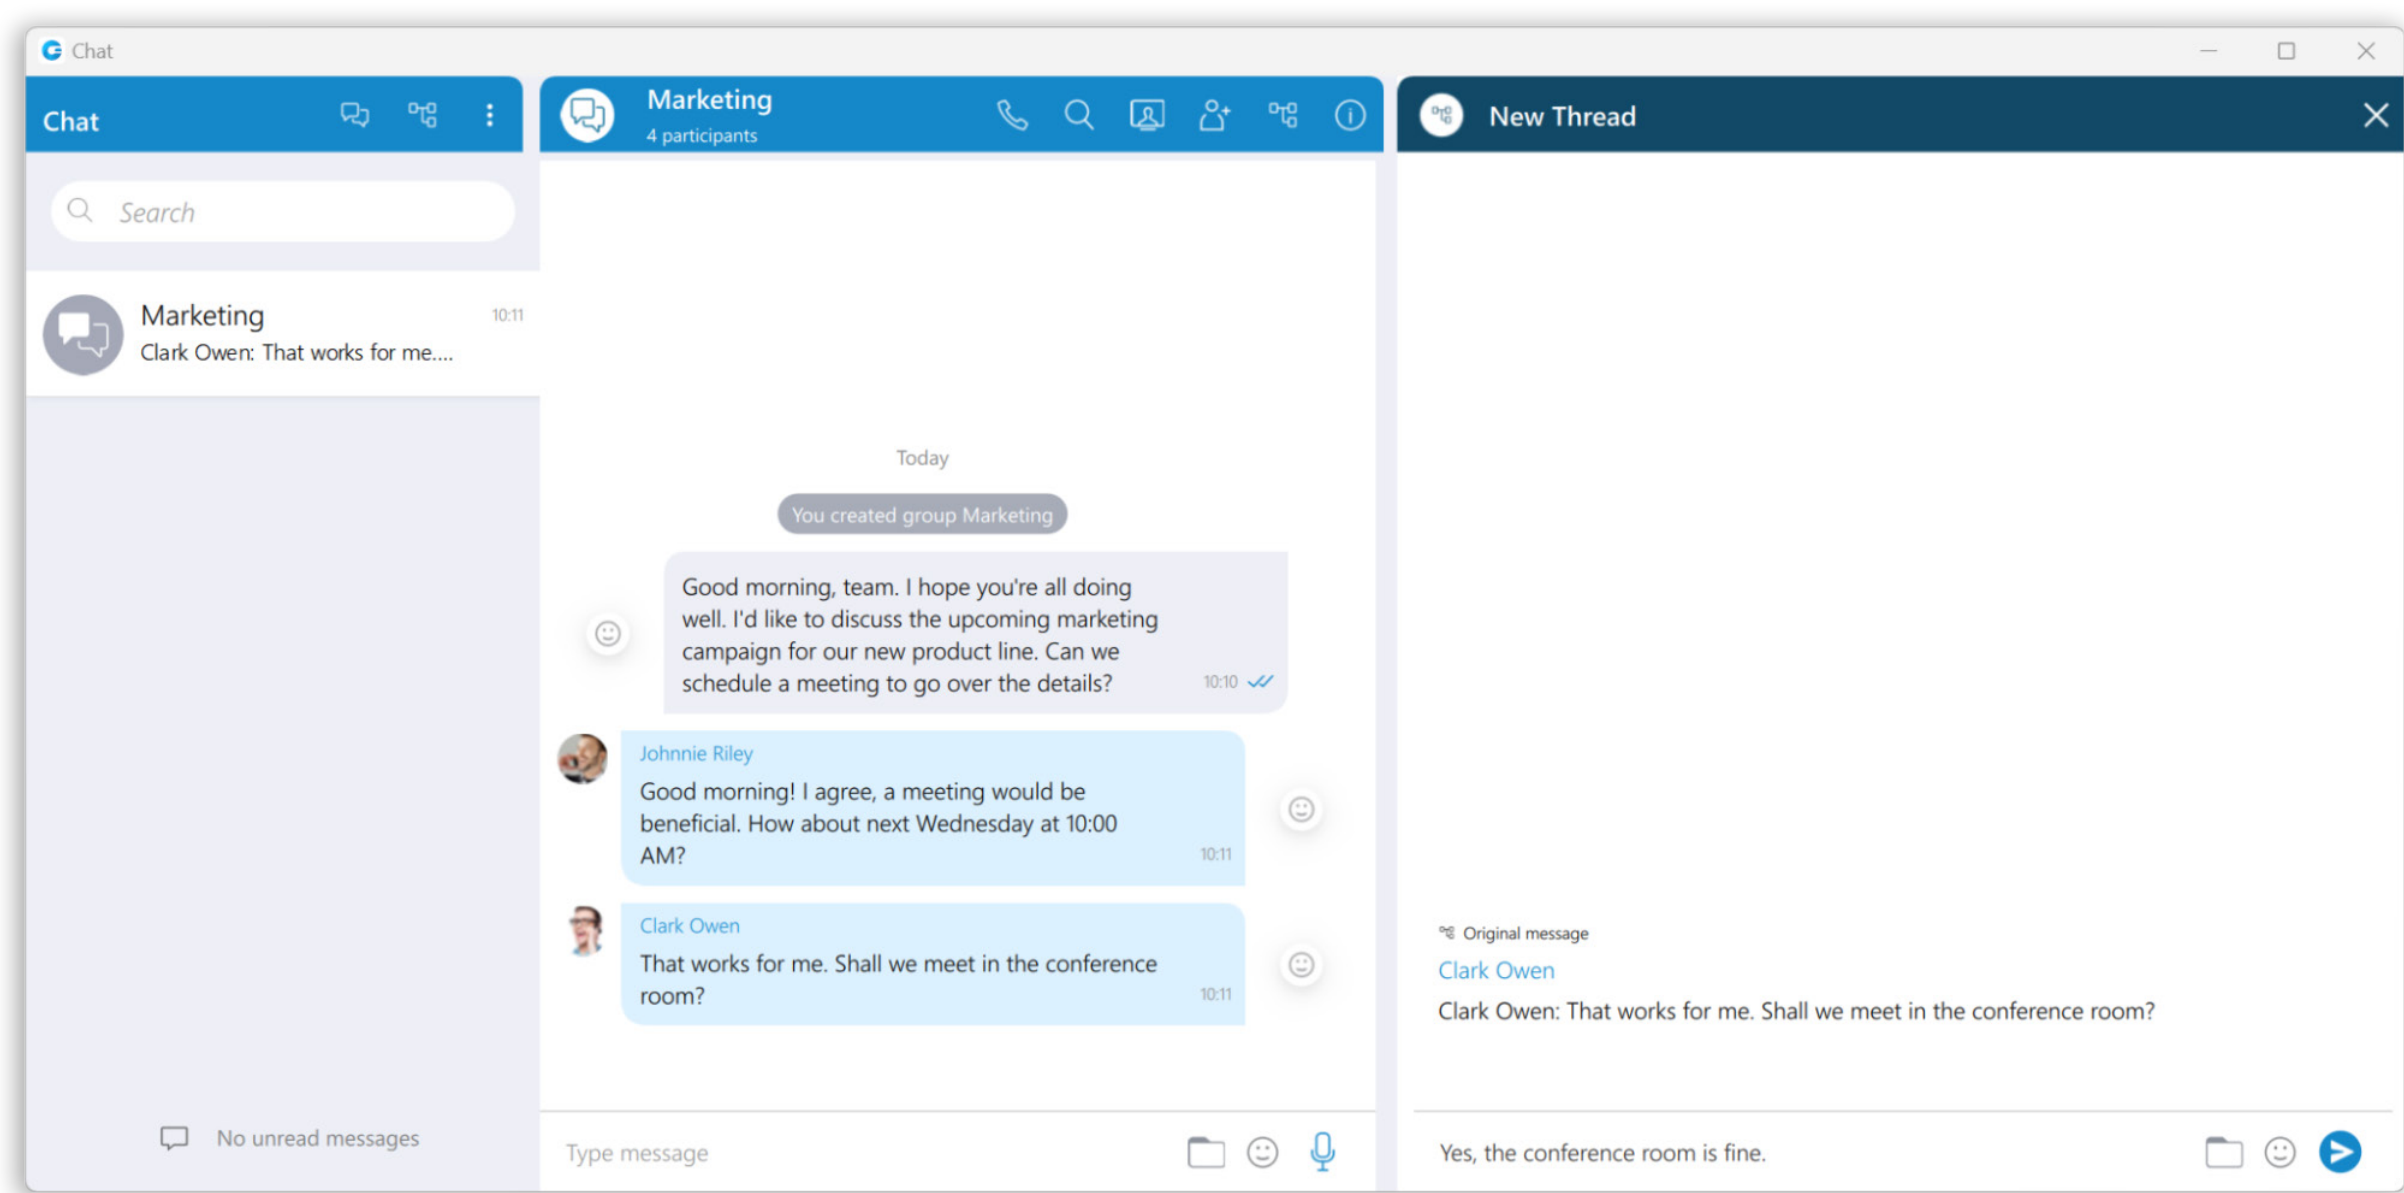 Chat
Chat
Search
Marketing
10:11
Clark Owen: That works for me....
No unread messages
Marketing
4 participants
Today
You created group Marketing
Good morning, team. I hope you're all doing
well. I'd like to discuss the upcoming marketing
campaign for our new product line. Can we
schedule a meeting to go over the details?
10:10
Johnnie Riley
Good morning! I agree, a meeting would be
beneficial. How about next Wednesday at 10:00
AM?
10:11
Clark Owen
That works for me. Shall we meet in the conference
room?
10:11
Type message
New Thread
Original message
Clark Owen
Clark Owen: That works for me. Shall we meet in the conference room?
Yes, the conference room is fine.